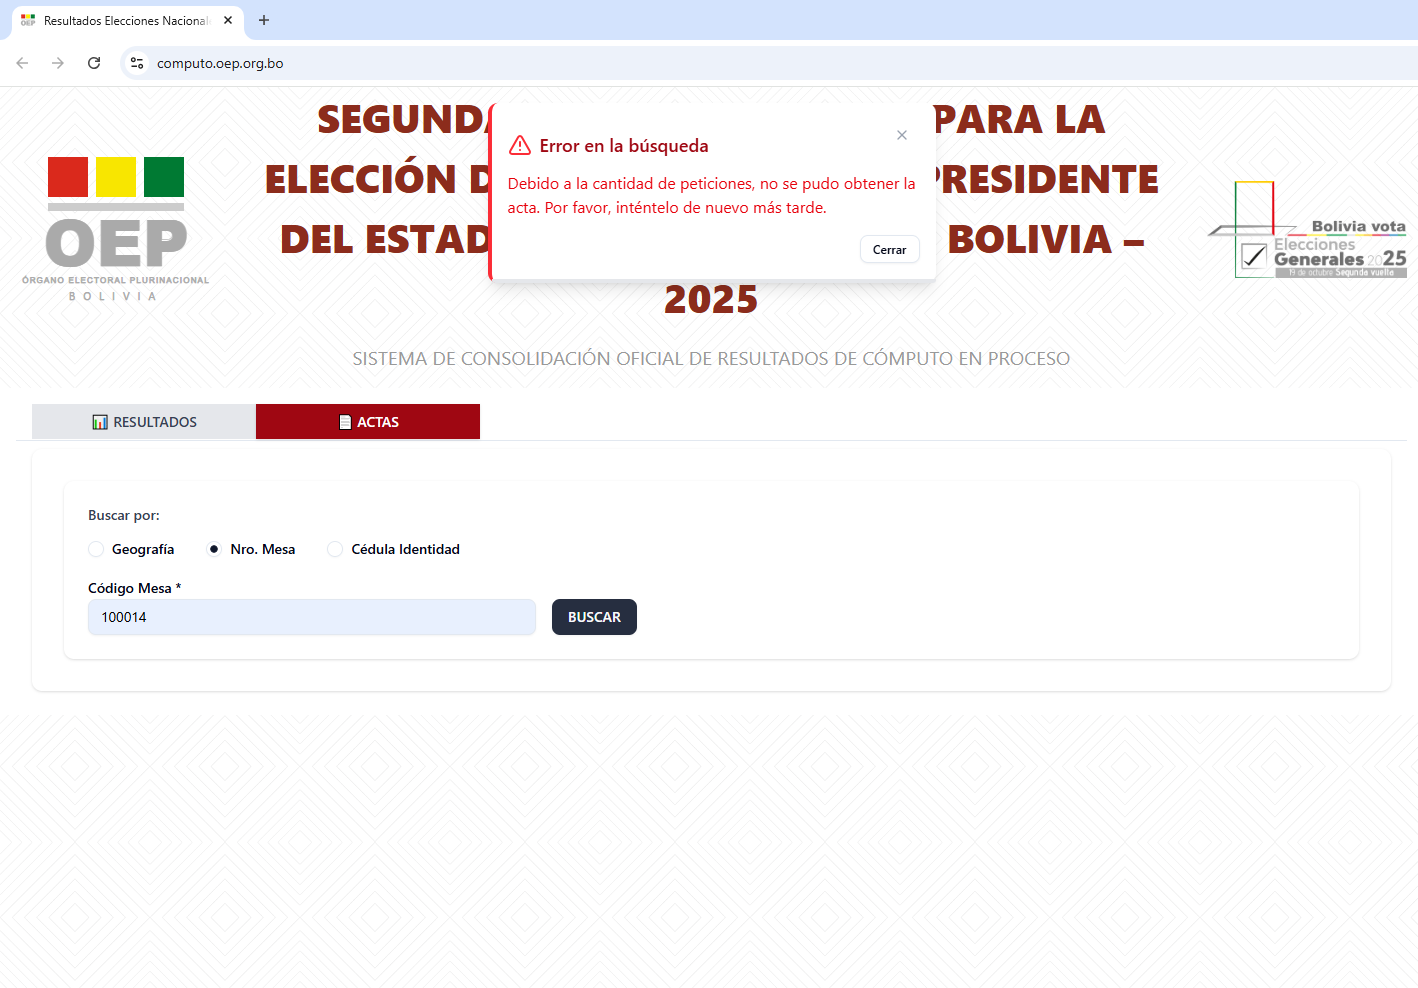 Resultados Elecciones Nacional
computo.oep.org.bo
SEGUNDA PARA LA
ELECCIÓN D PRESIDENTE
DEL ESTAD BOLIVIA –
2025
Error en la búsqueda
Debido a la cantidad de peticiones, no se pudo obtener la
acta. Por favor, inténtelo de nuevo más tarde.
Cerrar
OEP
ÓRGANO ELECTORAL PLURINACIONAL
BOLIVIA
Bolivia vota
Elecciones
Generales 2025
19 de octubre Segunda vuelta
SISTEMA DE CONSOLIDACIÓN OFICIAL DE RESULTADOS DE CÓMPUTO EN PROCESO
RESULTADOS
ACTAS
Buscar por:
Geografía
Nro. Mesa
Cédula Identidad
Código Mesa *
100014
BUSCAR